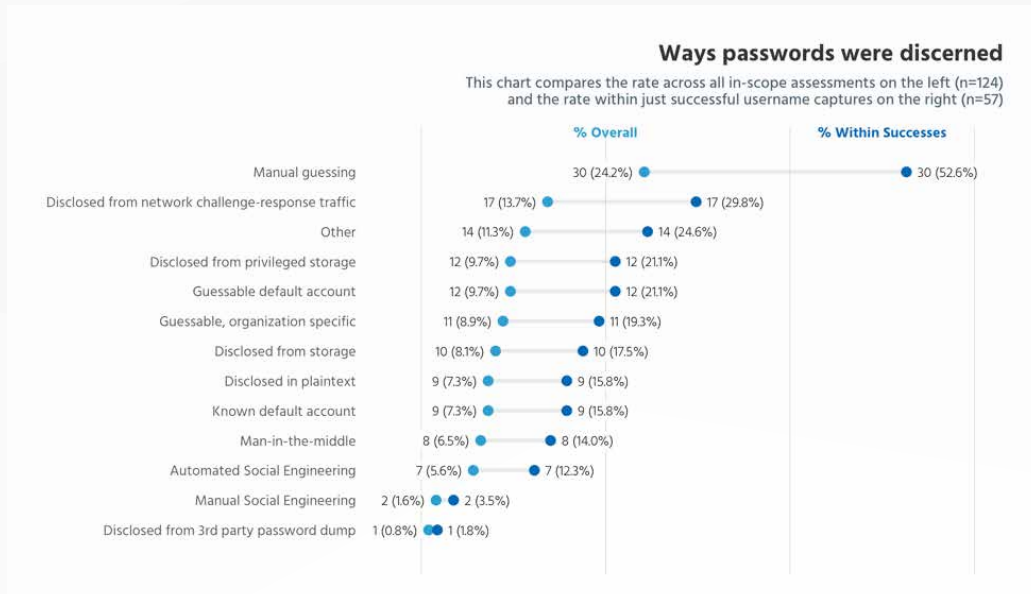 Ways passwords were discerned
This chart compares the rate across all in-scope assessments on the left (n=124)
and the rate within just successful username captures on the right (n=57)
% Overall % Within Successes
Manual guessing 30 (24.2%) 30 (52.6%)
Disclosed from network challenge-response traffic 17 (13.7%) 17 (29.8%)
Other 14 (11.3%) 14 (24.6%)
Disclosed from privileged storage 12 (9.7%) 12 (21.1%)
Guessable default account 12 (9.7%) 12 (21.1%)
Guessable, organization specific 11 (8.9%) 11 (19.3%)
Disclosed from storage 10 (8.1%) 10 (17.5%)
Disclosed in plaintext 9 (7.3%) 9 (15.8%)
Known default account 9 (7.3%) 9 (15.8%)
Man-in-the-middle 8 (6.5%) 8 (14.0%)
Automated Social Engineering 7 (5.6%) 7 (12.3%)
Manual Social Engineering 2 (1.6%) 2 (3.5%)
Disclosed from 3rd party password dump 1 (0.8%) 1 (1.8%)